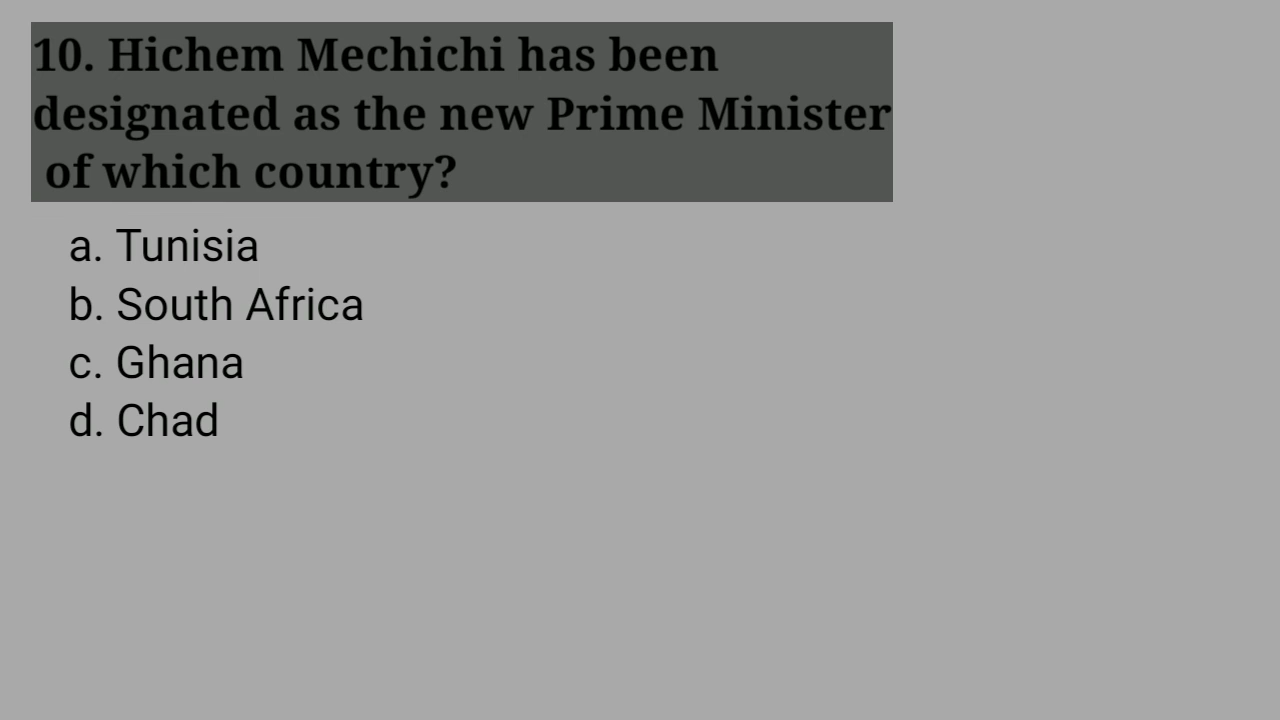 10. Hichem Mechichi has been
designated as the new Prime Minister
of which country?
a. Tunisia
b. South Africa
c. Ghana
d. Chad